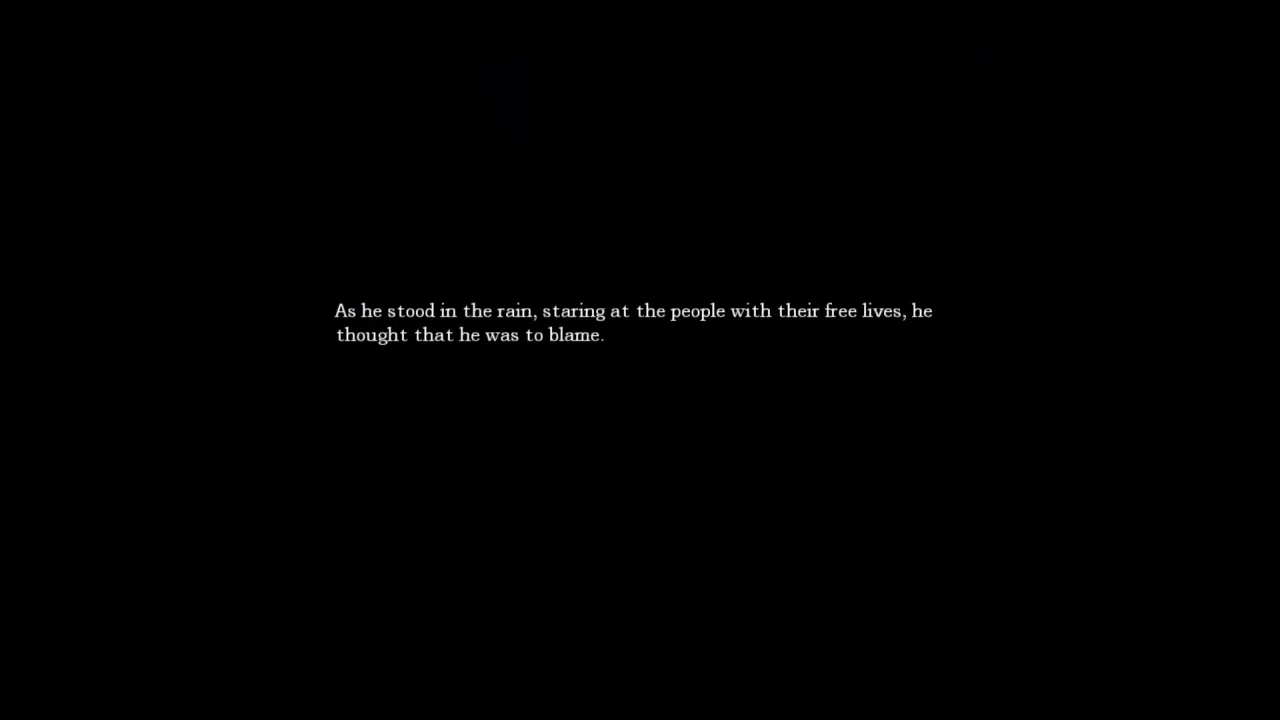 As he stood in the rain, staring at the people with their free lives, he
thought that he was to blame.